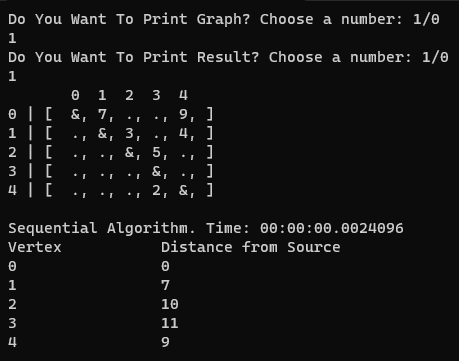 Do You Want To Print Graph? Choose a number: 1/0
1
Do You Want To Print Result? Choose a number: 1/0
1
0 1 2 3 4
0 | [ &, 7, ., ., 9, ]
1 | [ ., &, 3, ., 4, ]
2 | [ ., ., &, 5, ., ]
3 | [ ., ., ., &, ., ]
4 | [ ., ., ., 2, &, ]
Sequential Algorithm. Time: 00:00:00.0024096
Vertex Distance from Source
0 0
1 7
2 10
3 11
4 9